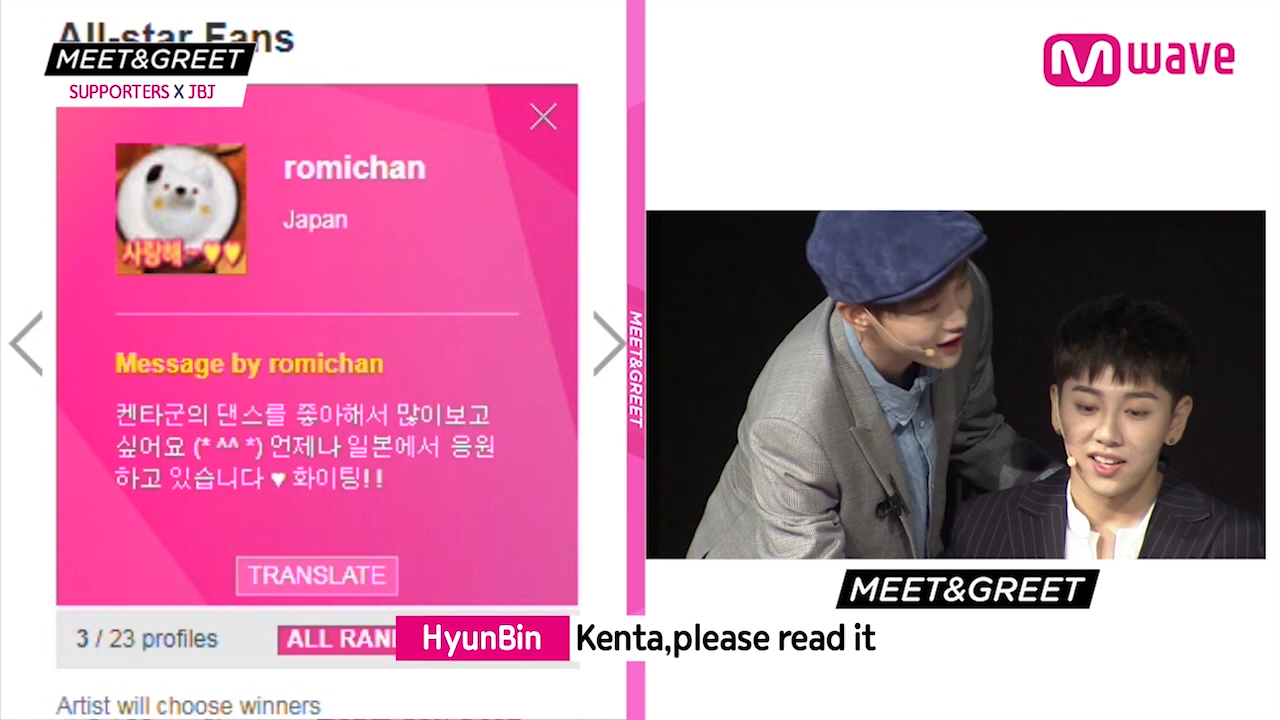 All-star Fans
MEET&GREET
SUPPORTERS X JBJ
M wave
romichan
Japan
사랑해~♥♥
Message by romichan
켄타군의 댄스를 좋아해서 많이보고
싶어요 (* ^^ *) 언제나 일본에서 응원
하고 있습니다 ♥ 화이팅!!
TRANSLATE
3 / 23 profiles
ALL RAN
Artist will choose winners
MEET&GREET
MEET&GREET
HyunBin Kenta,please read it